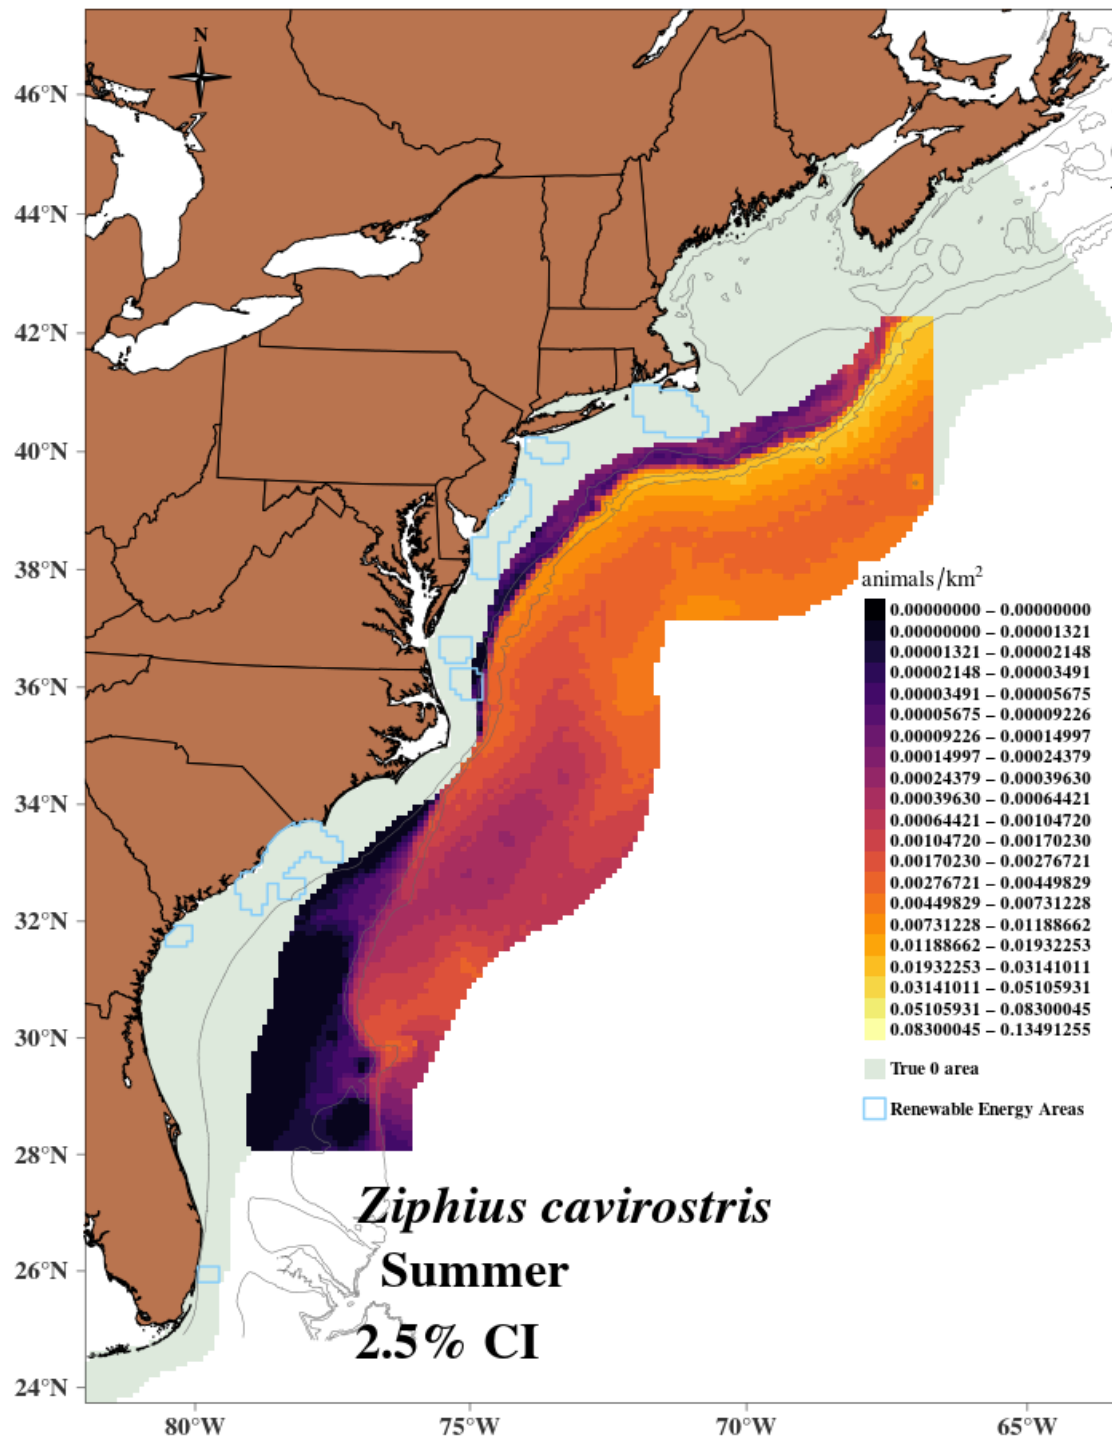 N
46°N
44°N
42°N
40°N
38°N
36°N
34°N
32°N
30°N
28°N
26°N
24°N
80°W
75°W
70°W
65°W
animals/km²
0.00000000 – 0.00000000
0.00000000 – 0.00001321
0.00001321 – 0.00002148
0.00002148 – 0.00003491
0.00003491 – 0.00005675
0.00005675 – 0.00009226
0.00009226 – 0.00014997
0.00014997 – 0.00024379
0.00024379 – 0.00039630
0.00039630 – 0.00064421
0.00064421 – 0.00104720
0.00104720 – 0.00170230
0.00170230 – 0.00276721
0.00276721 – 0.00449829
0.00449829 – 0.00731228
0.00731228 – 0.01188662
0.01188662 – 0.01932253
0.01932253 – 0.03141011
0.03141011 – 0.05105931
0.05105931 – 0.08300045
0.08300045 – 0.13491255
True 0 area
Renewable Energy Areas
Ziphius cavirostris
Summer
2.5% CI